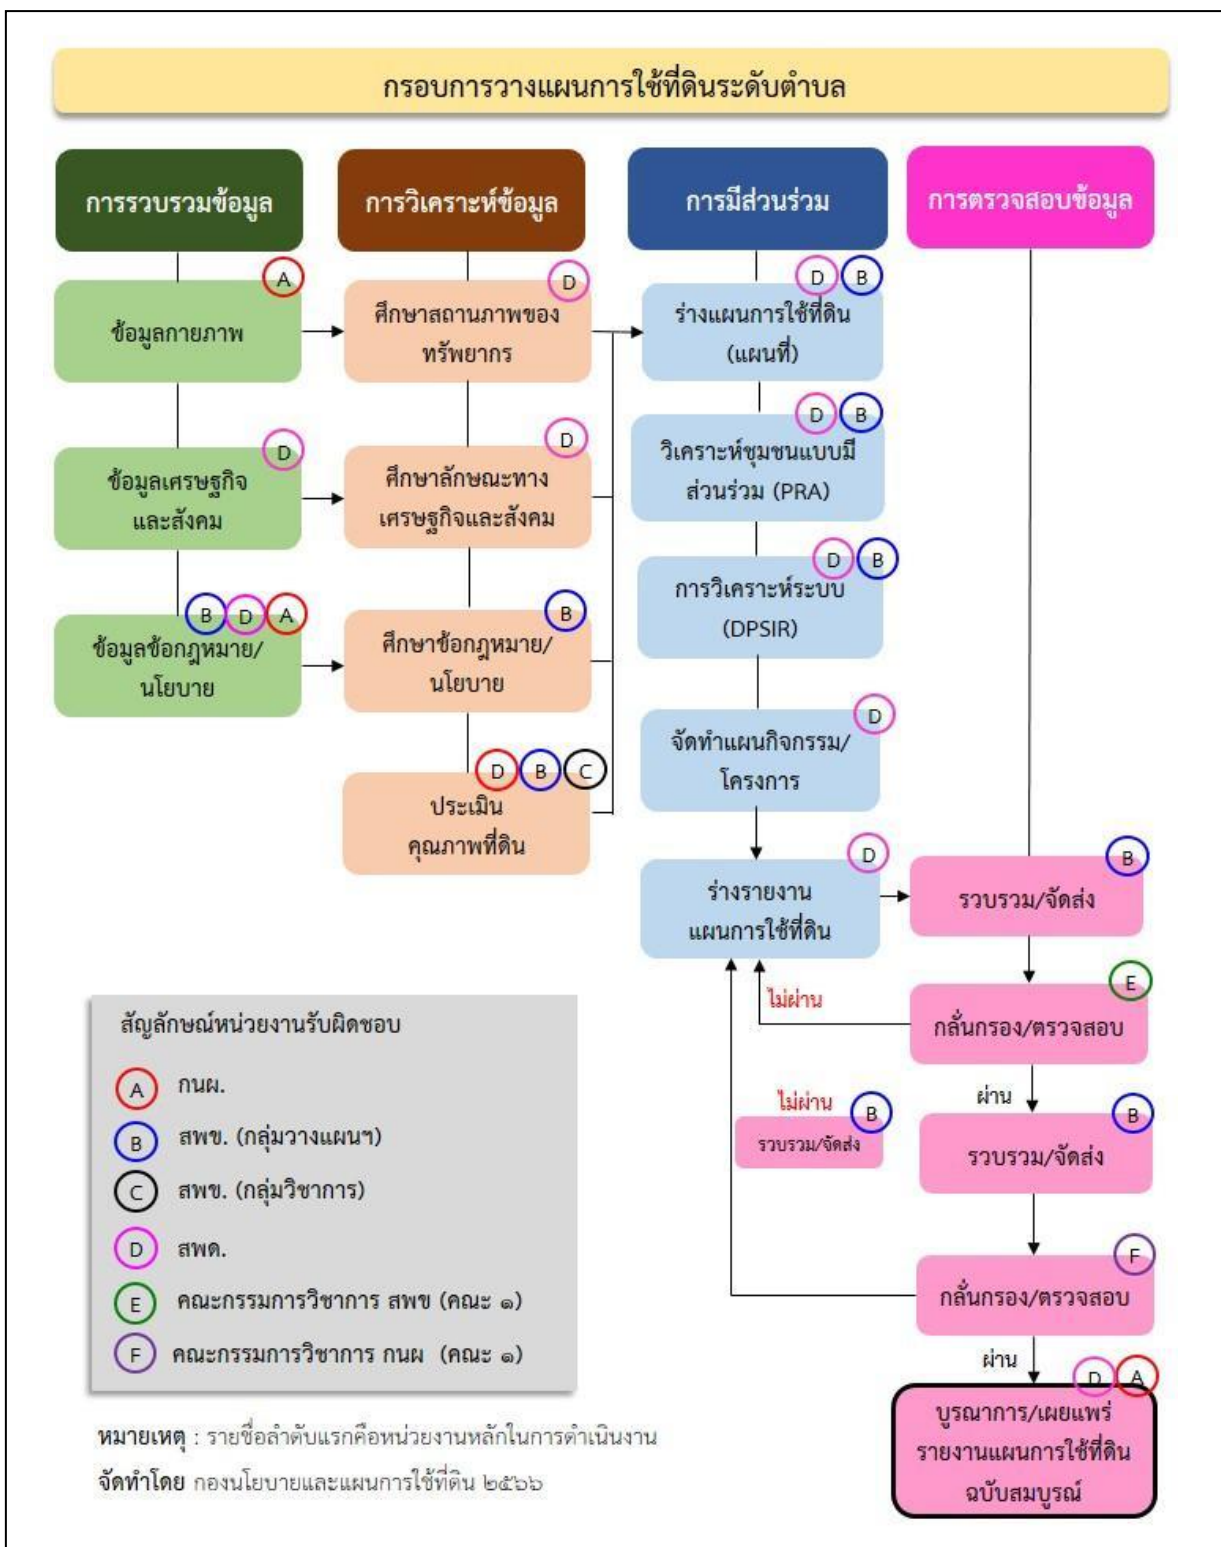 กรอบการวางแผนการใช้ที่ดินระดับตำบล
การรวบรวมข้อมูล
A
ข้อมูลกายภาพ
D
ข้อมูลเศรษฐกิจ
และสังคม
B D A
ข้อมูลข้อกฎหมาย/
นโยบาย
การวิเคราะห์ข้อมูล
D
ศึกษาสถานภาพของ
ทรัพยากร
D
ศึกษาลักษณะทาง
เศรษฐกิจและสังคม
B
ศึกษาข้อกฎหมาย/
นโยบาย
D B C
ประเมิน
คุณภาพที่ดิน
การมีส่วนร่วม
D B
ร่างแผนการใช้ที่ดิน
(แผนที่)
D B
วิเคราะห์ชุมชนแบบมี
ส่วนร่วม (PRA)
D B
การวิเคราะห์ระบบ
(DPSIR)
D
จัดทำแผนกิจกรรม/
โครงการ
D
ร่างรายงาน
แผนการใช้ที่ดิน
การตรวจสอบข้อมูล
B
รวบรวม/จัดส่ง
E
กลั่นกรอง/ตรวจสอบ
ไม่ผ่าน
ผ่าน
B
รวบรวม/จัดส่ง
ไม่ผ่าน
B
รวบรวม/จัดส่ง
F
กลั่นกรอง/ตรวจสอบ
ผ่าน
D A
บูรณาการ/เผยแพร่
รายงานแผนการใช้ที่ดิน
ฉบับสมบูรณ์
สัญลักษณ์หน่วยงานรับผิดชอบ
A กนผ.
B สพข. (กลุ่มวางแผนฯ)
C สพข. (กลุ่มวิชาการ)
D สพด.
E คณะกรรมการวิชาการ สพข (คณะ ๑)
F คณะกรรมการวิชาการ กนผ (คณะ ๑)
หมายเหตุ : รายชื่อลำดับแรกคือหน่วยงานหลักในการดำเนินงาน
จัดทำโดย กองนโยบายและแผนการใช้ที่ดิน ๒๕๖๖